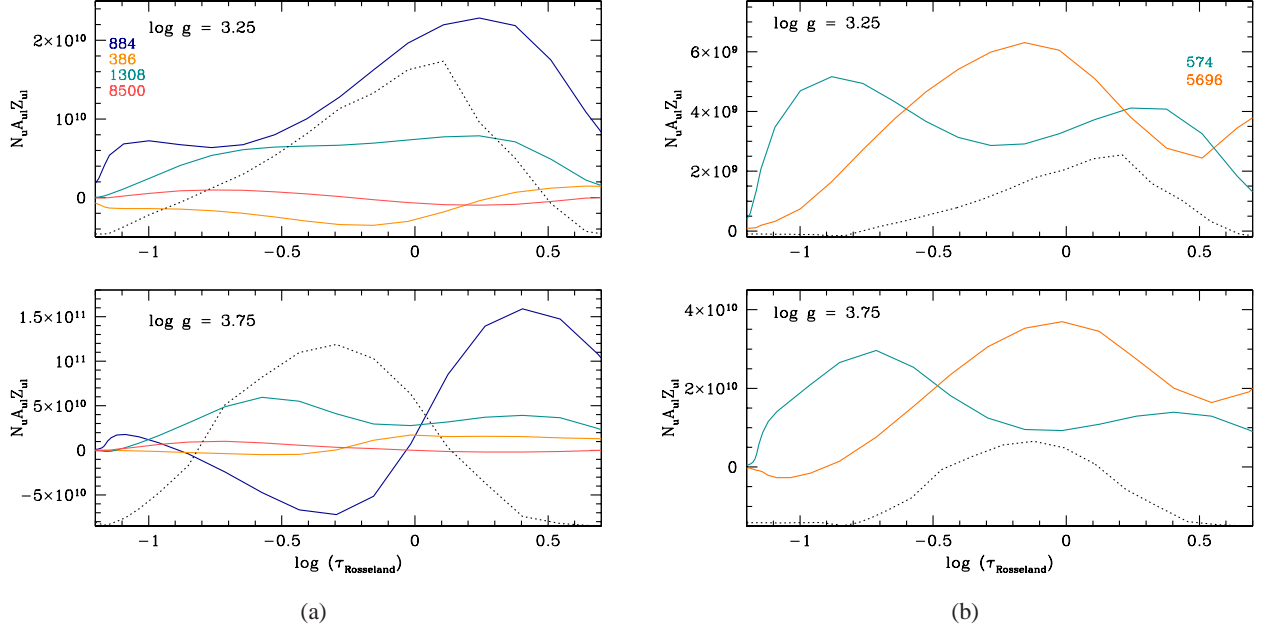 log g = 3.25
884
386
1308
8500
2×10¹⁰
10¹⁰
0
N_u A_ul Z_ul
−1 −0.5 0 0.5
log g = 3.75
1.5×10¹¹
10¹¹
5×10¹⁰
0
−5×10¹⁰
N_u A_ul Z_ul
−1 −0.5 0 0.5
log (τ_Rosseland)
(a)
log g = 3.25
574
5696
6×10⁹
4×10⁹
2×10⁹
0
N_u A_ul Z_ul
−1 −0.5 0 0.5
log g = 3.75
4×10¹⁰
2×10¹⁰
0
N_u A_ul Z_ul
−1 −0.5 0 0.5
log (τ_Rosseland)
(b)